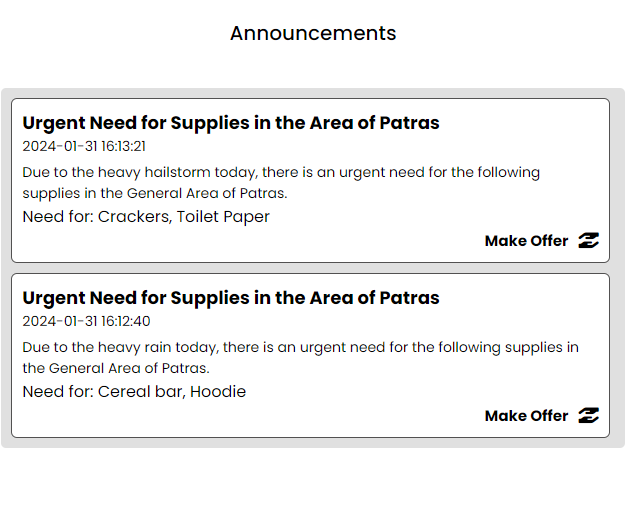 Announcements
Urgent Need for Supplies in the Area of Patras
2024-01-31 16:13:21
Due to the heavy hailstorm today, there is an urgent need for the following
supplies in the General Area of Patras.
Need for: Crackers, Toilet Paper
Make Offer
Urgent Need for Supplies in the Area of Patras
2024-01-31 16:12:40
Due to the heavy rain today, there is an urgent need for the following supplies in
the General Area of Patras.
Need for: Cereal bar, Hoodie
Make Offer